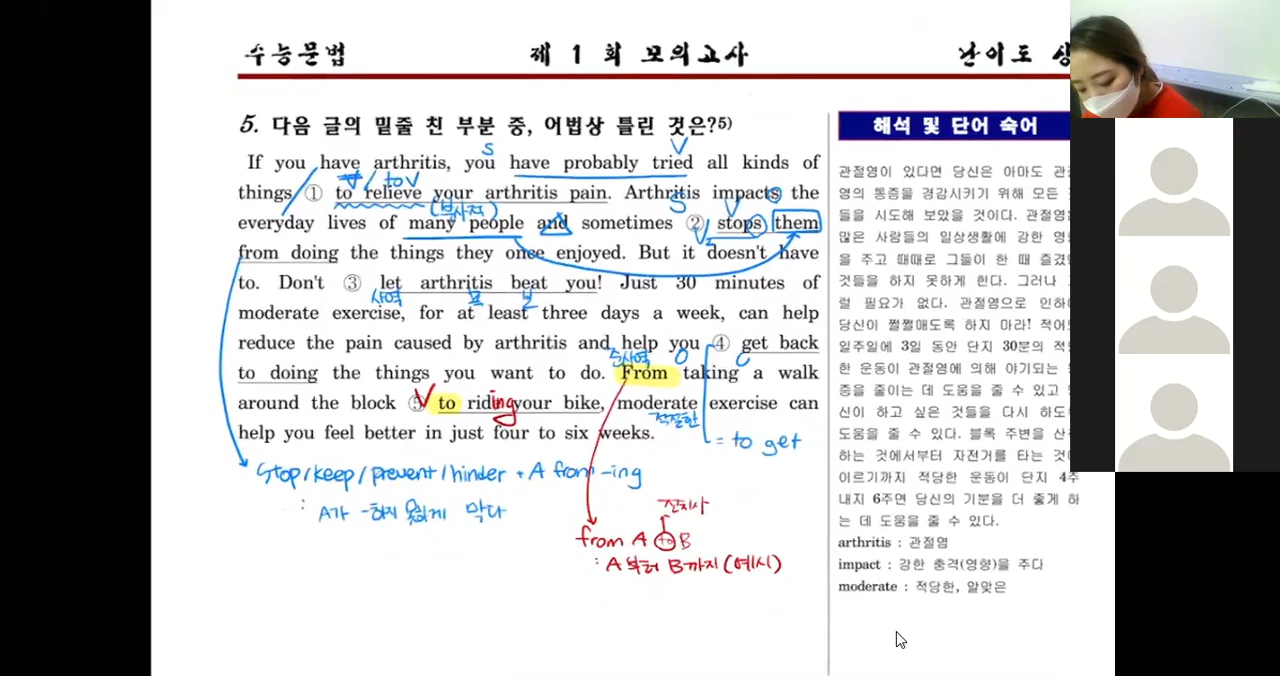 수능문법 제 1 회 모의고사 난이도 상
5. 다음 글의 밑줄 친 부분 중, 어법상 틀린 것은?5)
S V
If you have arthritis, you have probably tried all kinds of
toV
things ① to relieve your arthritis pain. Arthritis impacts the
(부사적) S V O
everyday lives of many people and sometimes ② stops them
V2
from doing the things they once enjoyed. But it doesn't have
to. Don't ③ let arthritis beat you! Just 30 minutes of
사역 목 보
moderate exercise, for at least three days a week, can help
reduce the pain caused by arthritis and help you ④ get back
준사역 O C
to doing the things you want to do. From taking a walk
around the block ⑤ to riding your bike, moderate exercise can
ing
적절한
help you feel better in just four to six weeks.
= to get
Stop/keep/prevent/hinder + A from -ing
: A가 -하지 못하게 막다
전치사
from A to B
: A부터 B까지 (예시)
해석 및 단어 숙어
관절염이 있다면 당신은 아마도 관
영의 통증을 경감시키기 위해 모든
들을 시도해 보았을 것이다. 관절염
많은 사람들의 일상생활에 강한 영
을 주고 때때로 그들이 한 때 즐겼
것들을 하지 못하게 한다. 그러나
럴 필요가 없다. 관절염으로 인하
당신이 쩔쩔매도록 하지 마라! 적어
일주일에 3일 동안 단지 30분의 적
한 운동이 관절염에 의해 야기되는
증을 줄이는 데 도움을 줄 수 있고
신이 하고 싶은 것들을 다시 하도
도움을 줄 수 있다. 블록 주변을 산
하는 것에서부터 자전거를 타는 것
이르기까지 적당한 운동이 단지 4주
내지 6주면 당신의 기분을 더 좋게 하
는 데 도움을 줄 수 있다.
arthritis : 관절염
impact : 강한 충격(영향)을 주다
moderate : 적당한, 알맞은